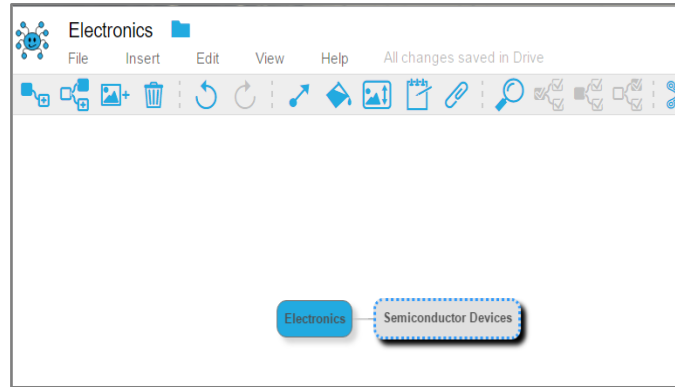 Electronics
File Insert Edit View Help All changes saved in Drive
Electronics Semiconductor Devices